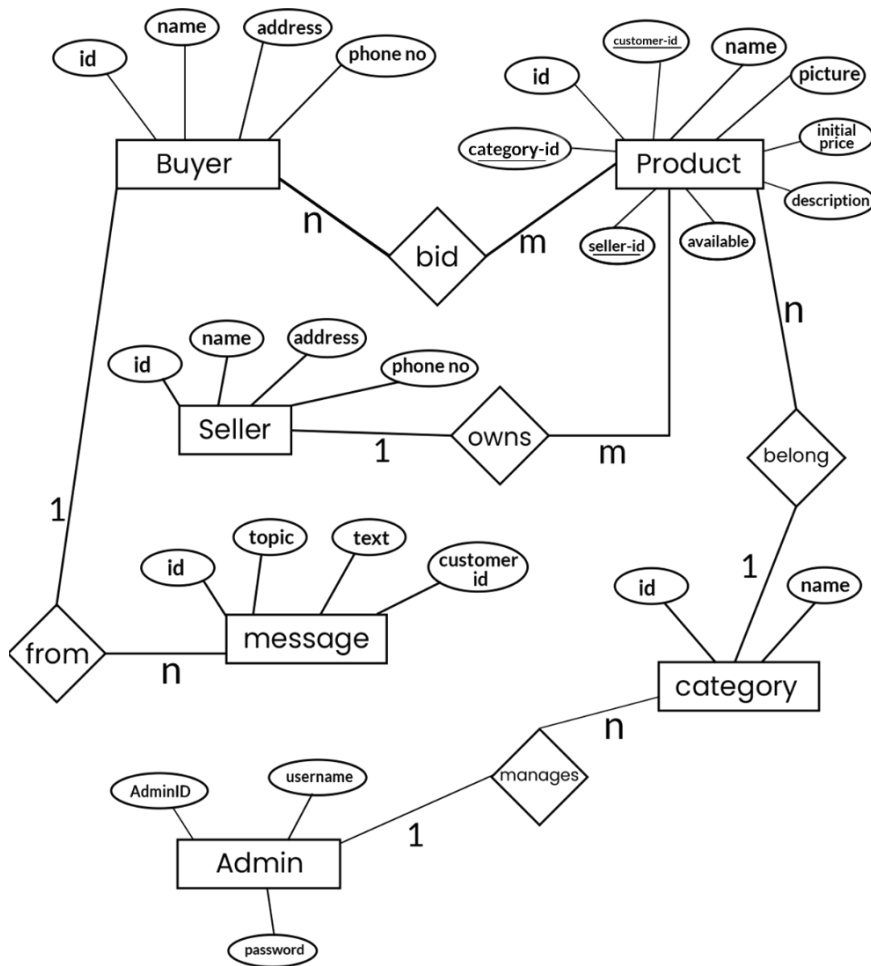 id
name
address
phone no
Buyer
customer-id
name
id
picture
category-id
initial
price
Product
description
seller-id
available
n
bid
m
n
id
name
address
phone no
Seller
1
owns
m
belong
1
id
topic
text
customer
id
message
from
n
1
id
name
category
n
manages
1
AdminID
username
Admin
password